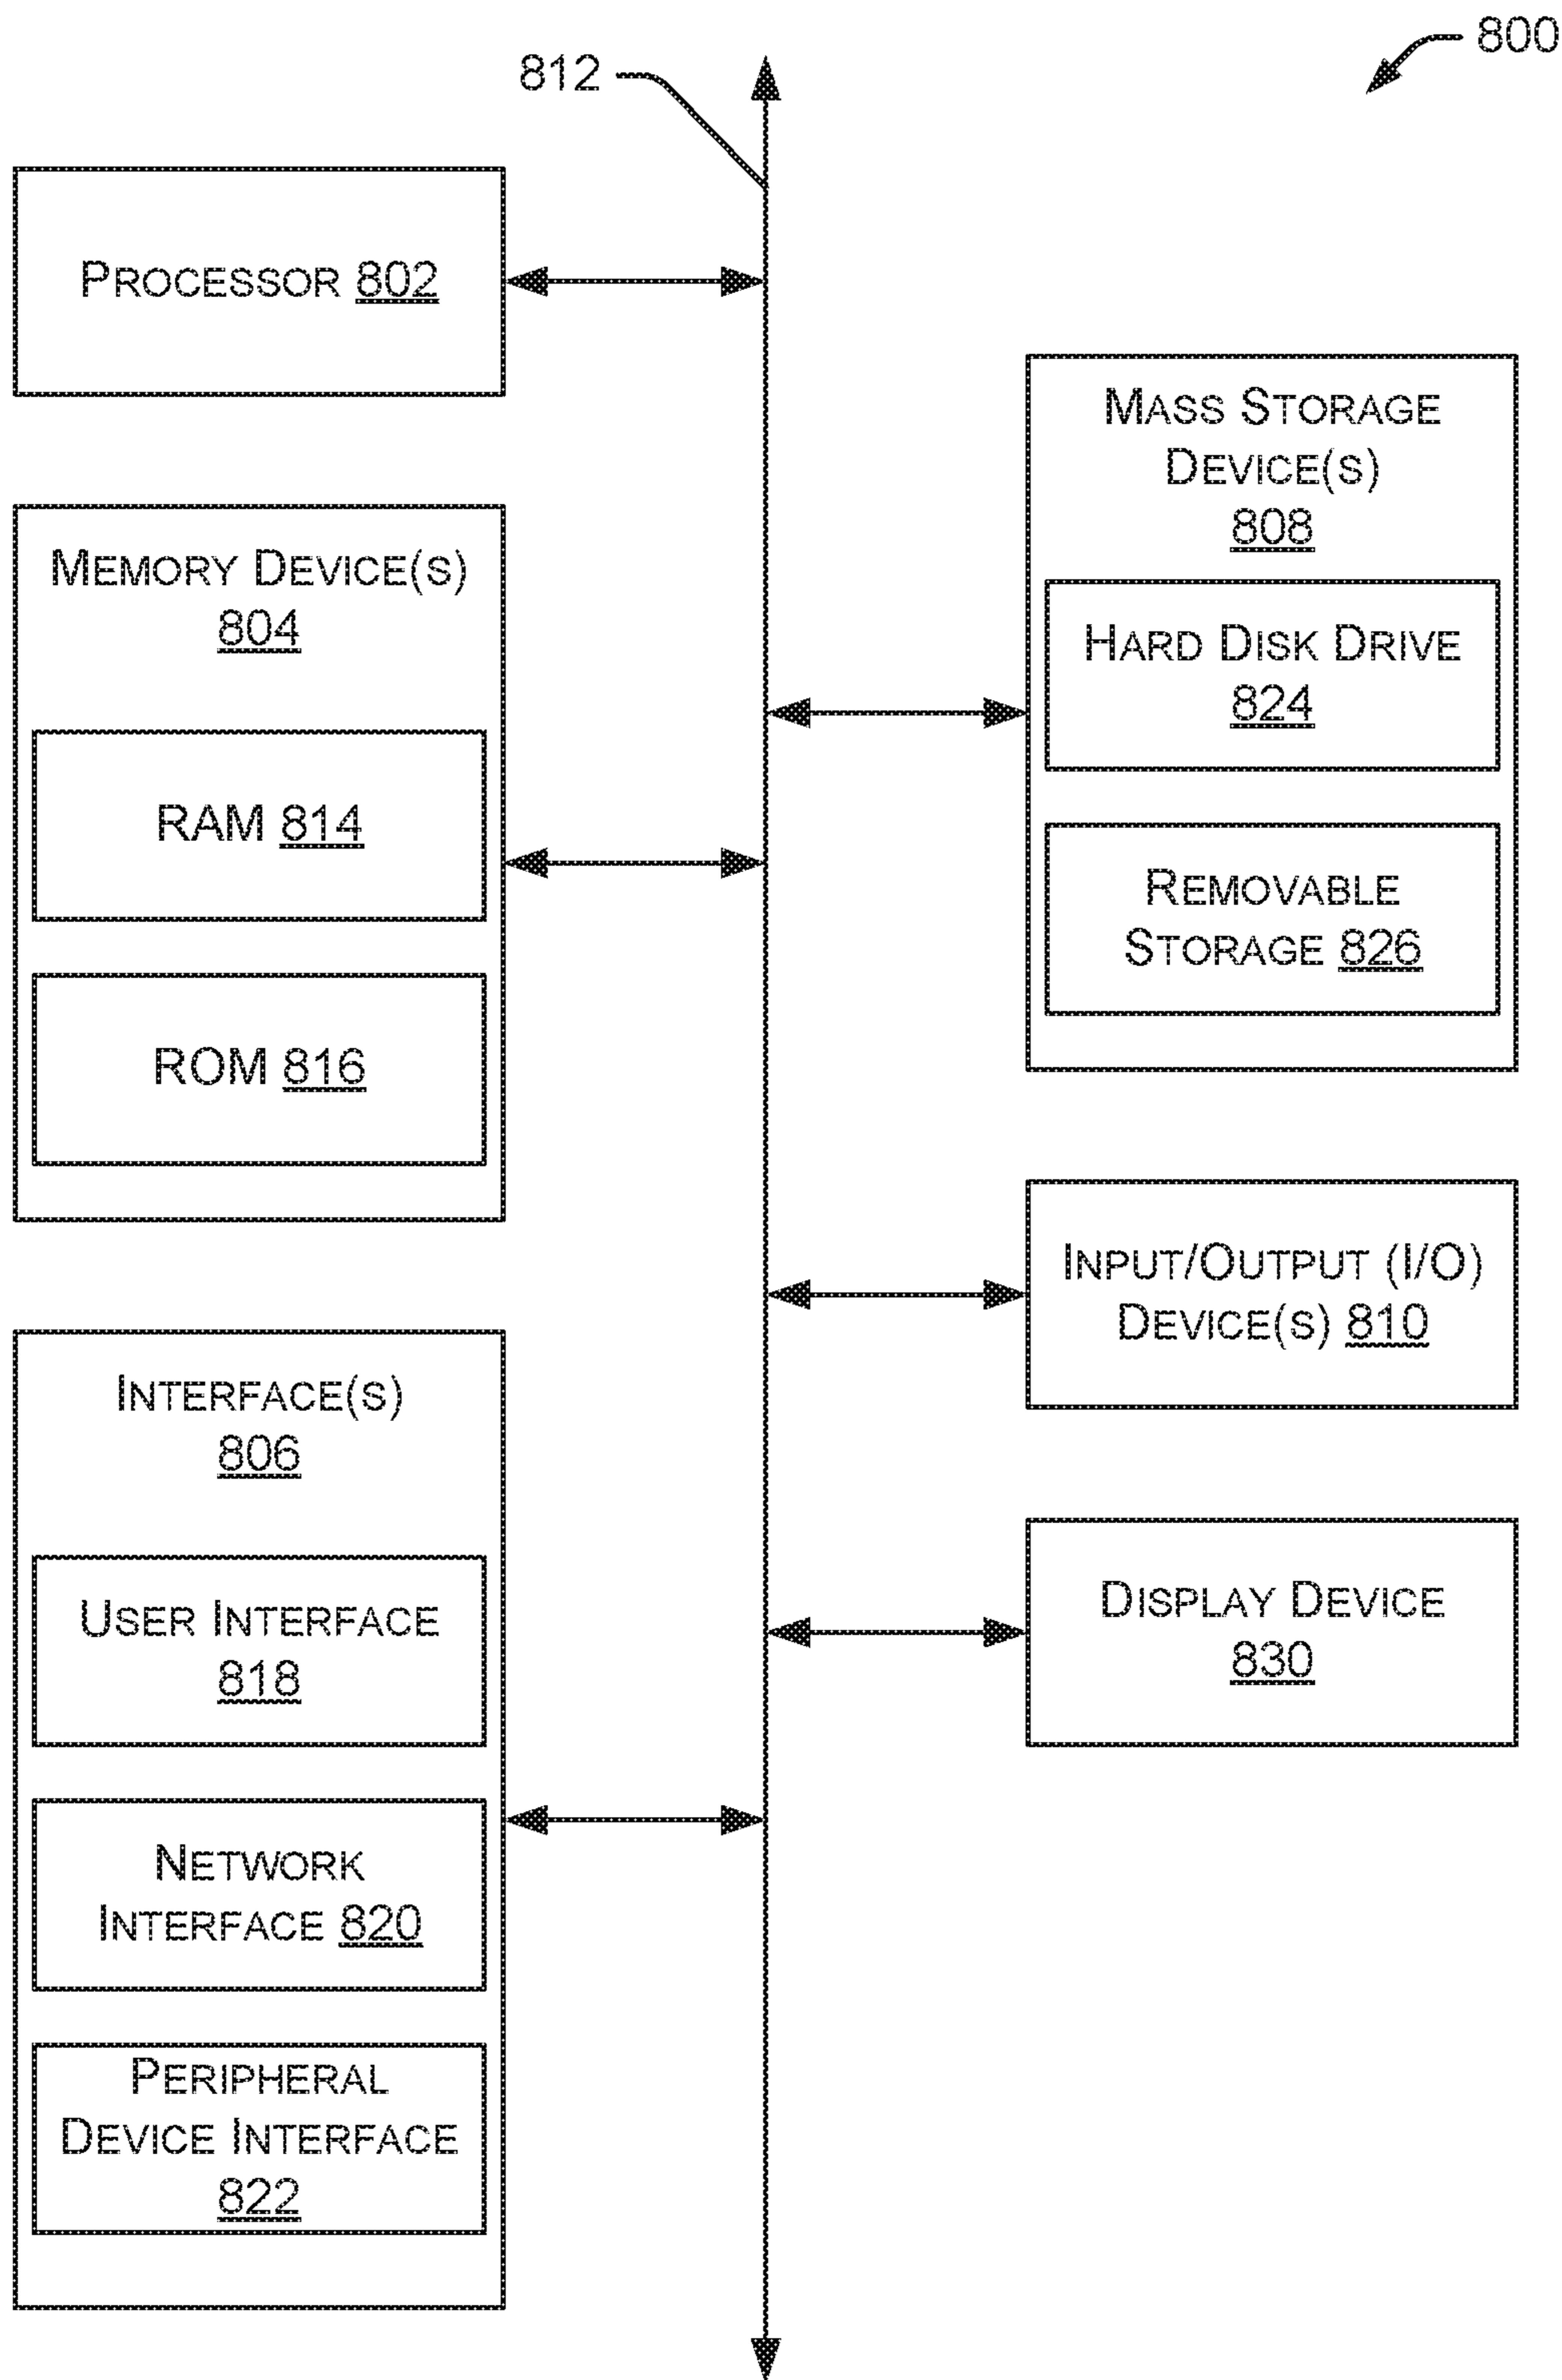 800
812
PROCESSOR 802
MEMORY DEVICE(S)
804
RAM 814
ROM 816
INTERFACE(S)
806
USER INTERFACE
818
NETWORK
INTERFACE 820
PERIPHERAL
DEVICE INTERFACE
822
MASS STORAGE
DEVICE(S)
808
HARD DISK DRIVE
824
REMOVABLE
STORAGE 826
INPUT/OUTPUT (I/O)
DEVICE(S) 810
DISPLAY DEVICE
830